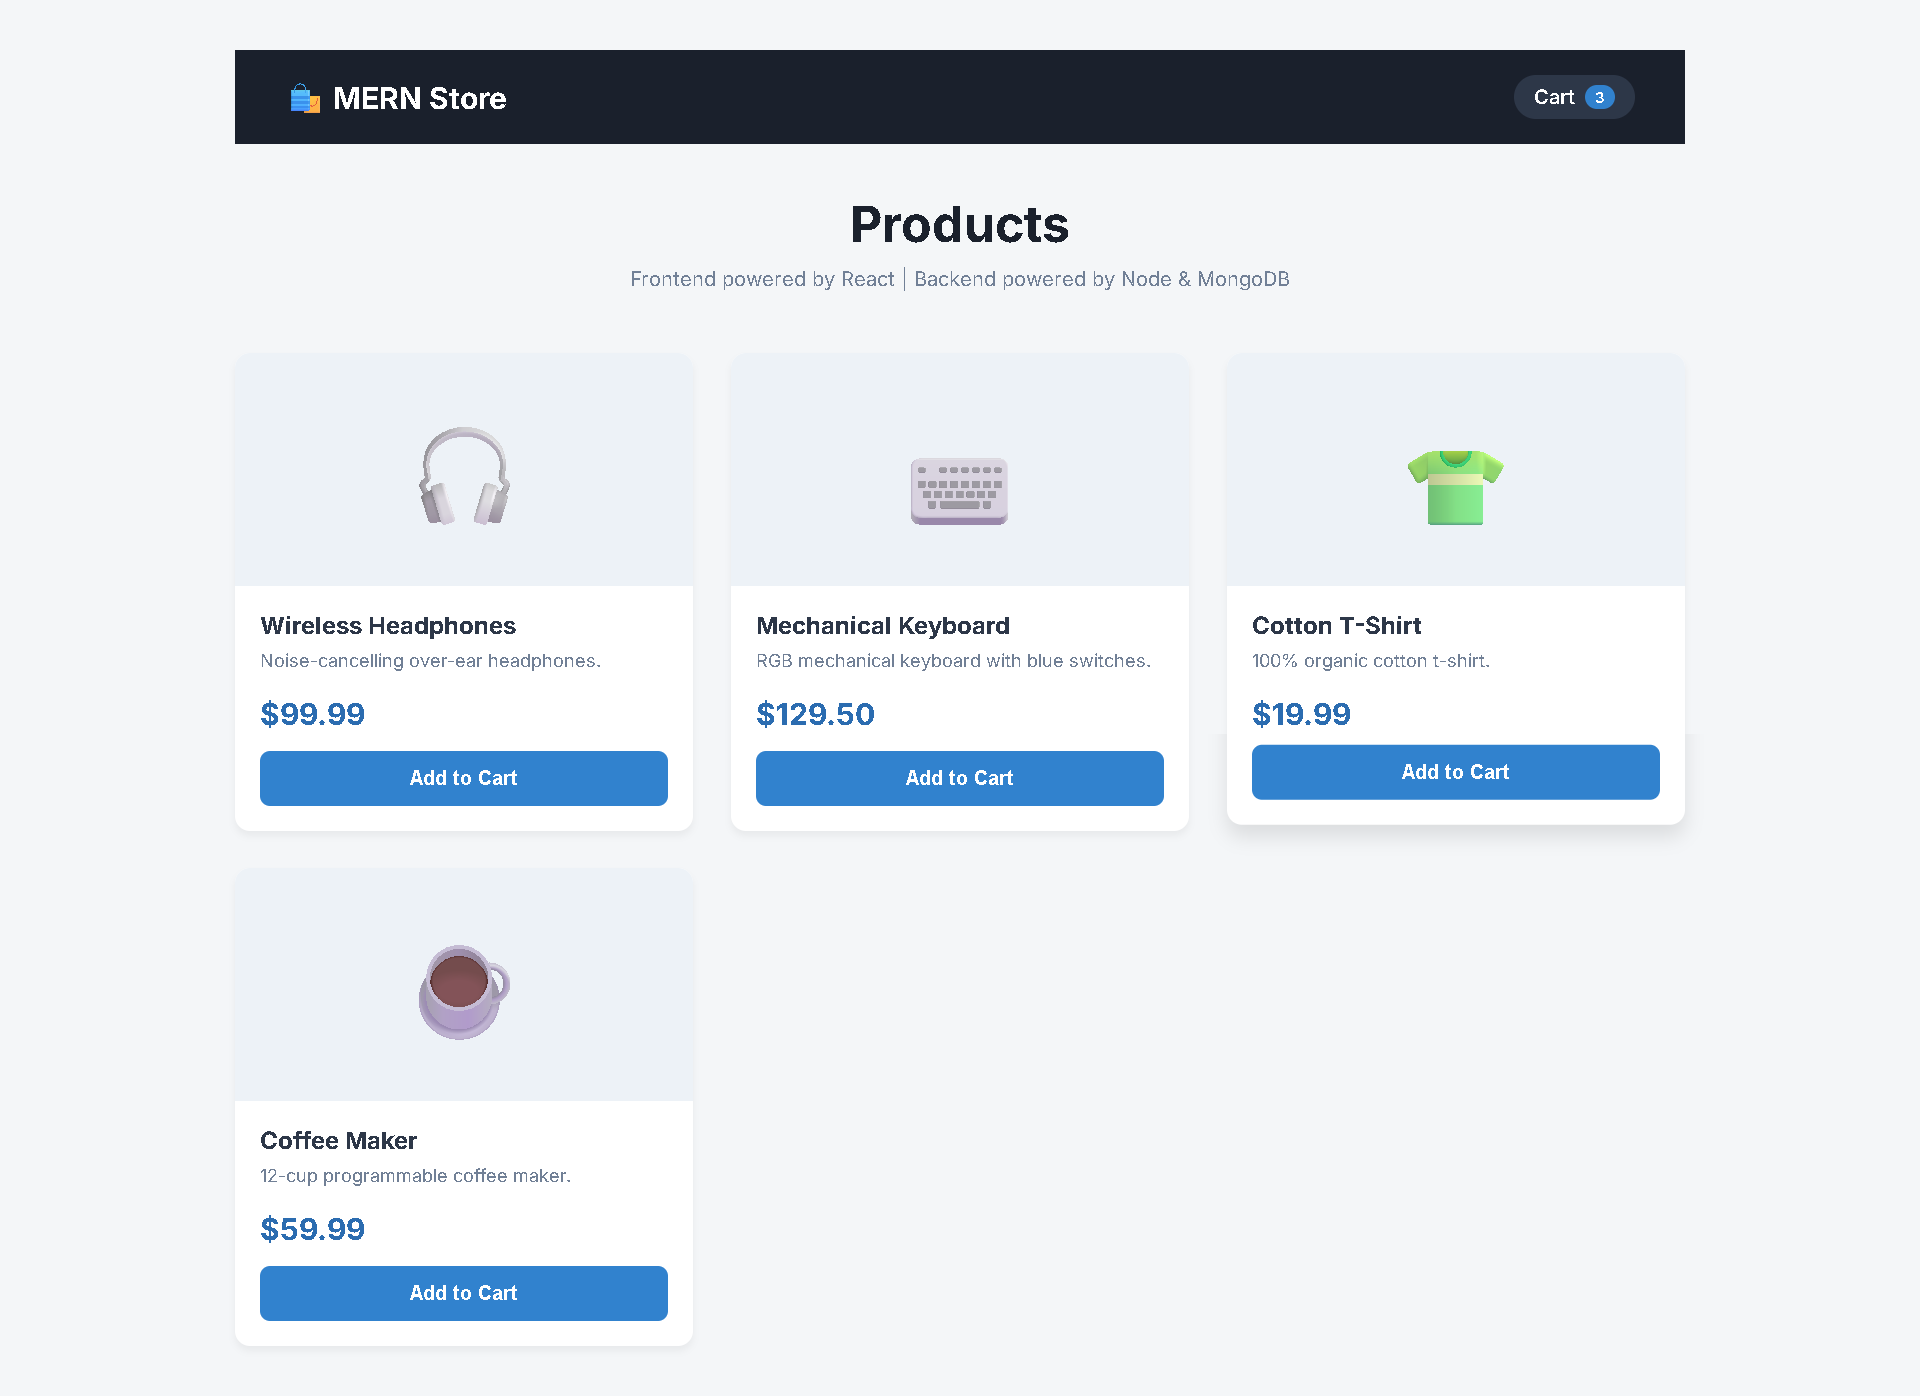 MERN Store
Cart 3
Products
Frontend powered by React | Backend powered by Node & MongoDB
Wireless Headphones
Noise-cancelling over-ear headphones.
$99.99
Add to Cart
Mechanical Keyboard
RGB mechanical keyboard with blue switches.
$129.50
Add to Cart
Cotton T-Shirt
100% organic cotton t-shirt.
$19.99
Add to Cart
Coffee Maker
12-cup programmable coffee maker.
$59.99
Add to Cart